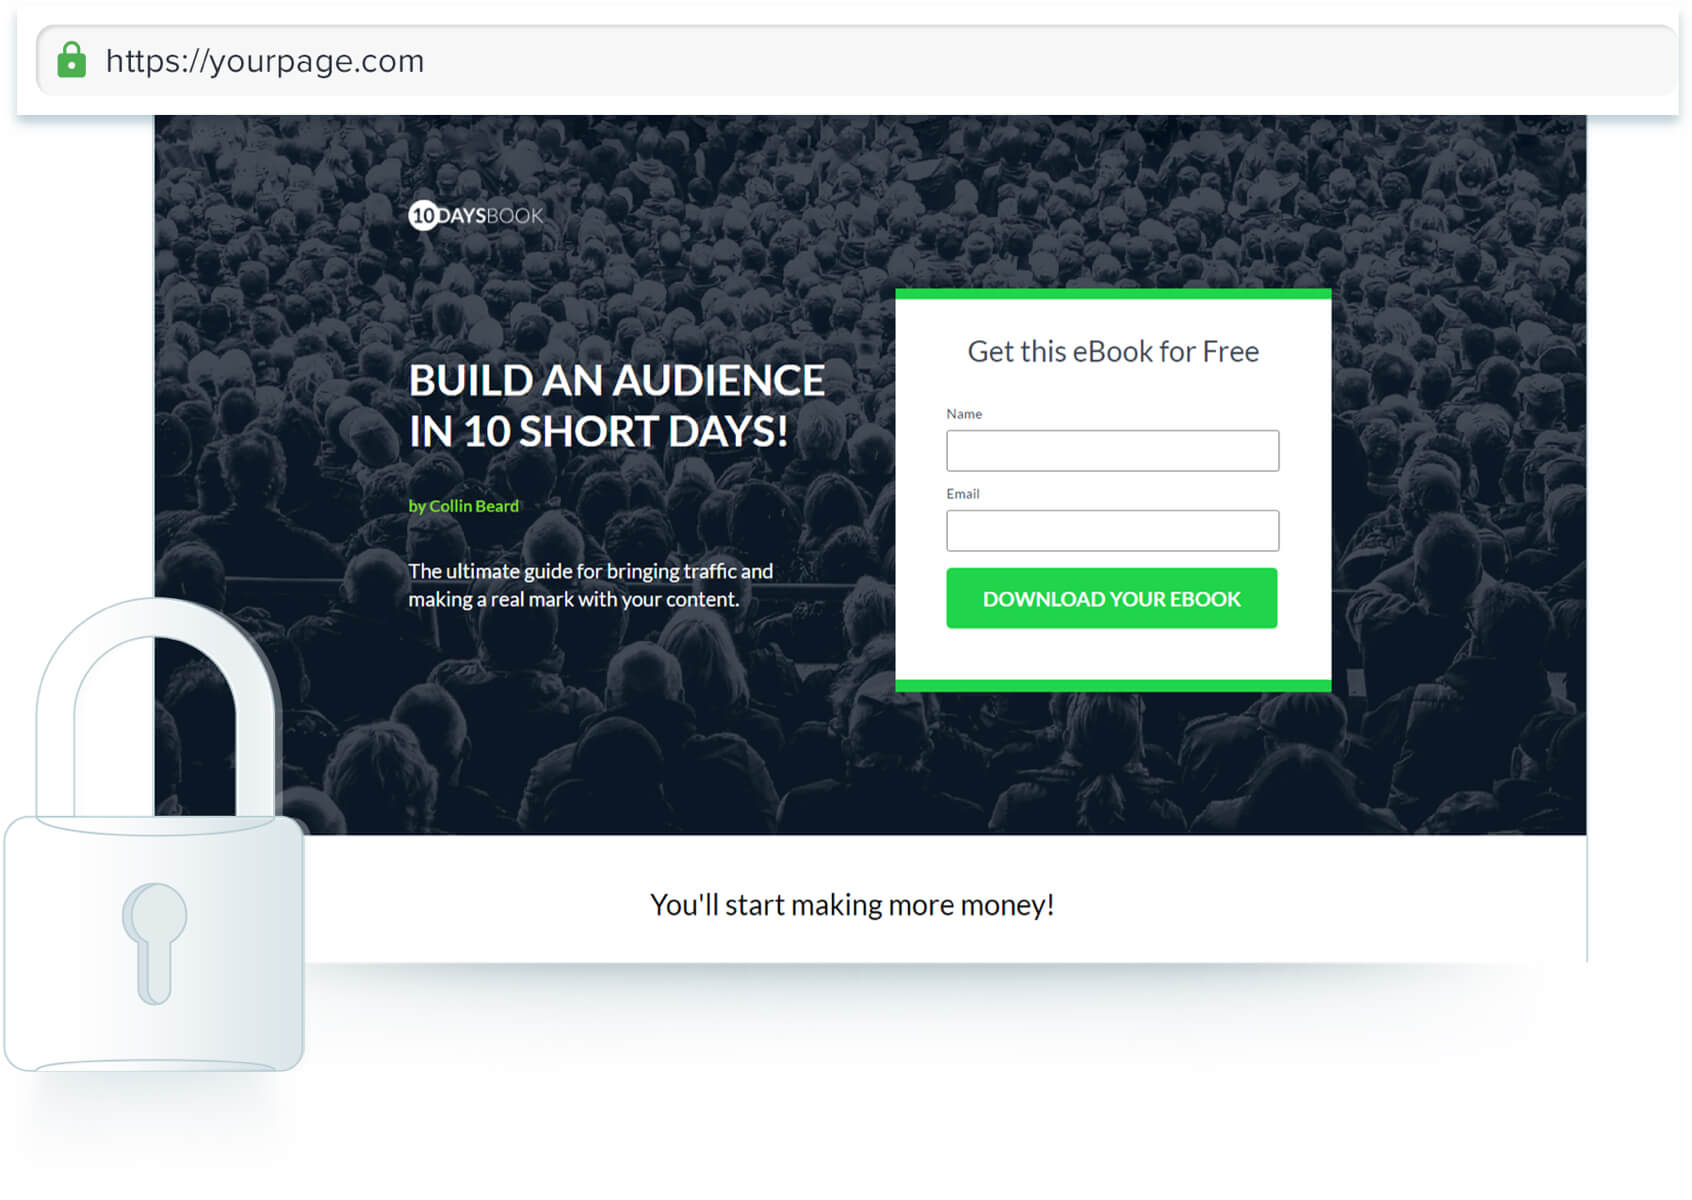 https://yourpage.com
10DAYSBOOK
BUILD AN AUDIENCE
IN 10 SHORT DAYS!
by Collin Beard
The ultimate guide for bringing traffic and
making a real mark with your content.
Get this eBook for Free
Name
Email
DOWNLOAD YOUR EBOOK
You'll start making more money!